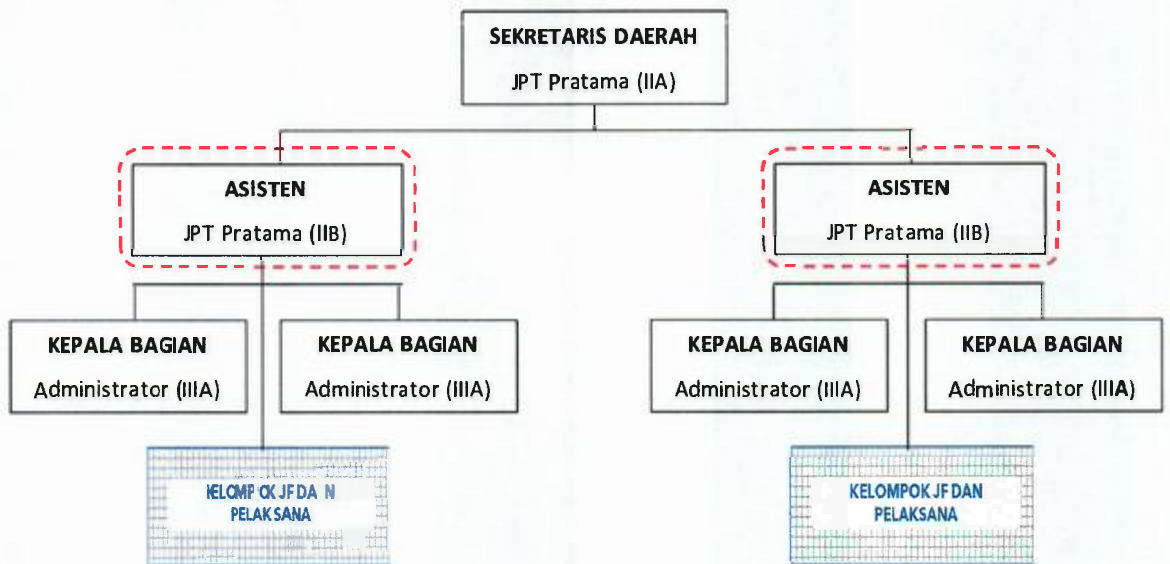 SEKRETARIS DAERAH
JPT Pratama (IIA)
ASISTEN
JPT Pratama (IIB)
ASISTEN
JPT Pratama (IIB)
KEPALA BAGIAN
Administrator (IIIA)
KEPALA BAGIAN
Administrator (IIIA)
KEPALA BAGIAN
Administrator (IIIA)
KEPALA BAGIAN
Administrator (IIIA)
KELOMPOK JF DAN
PELAKSANA
KELOMPOK JF DAN
PELAKSANA